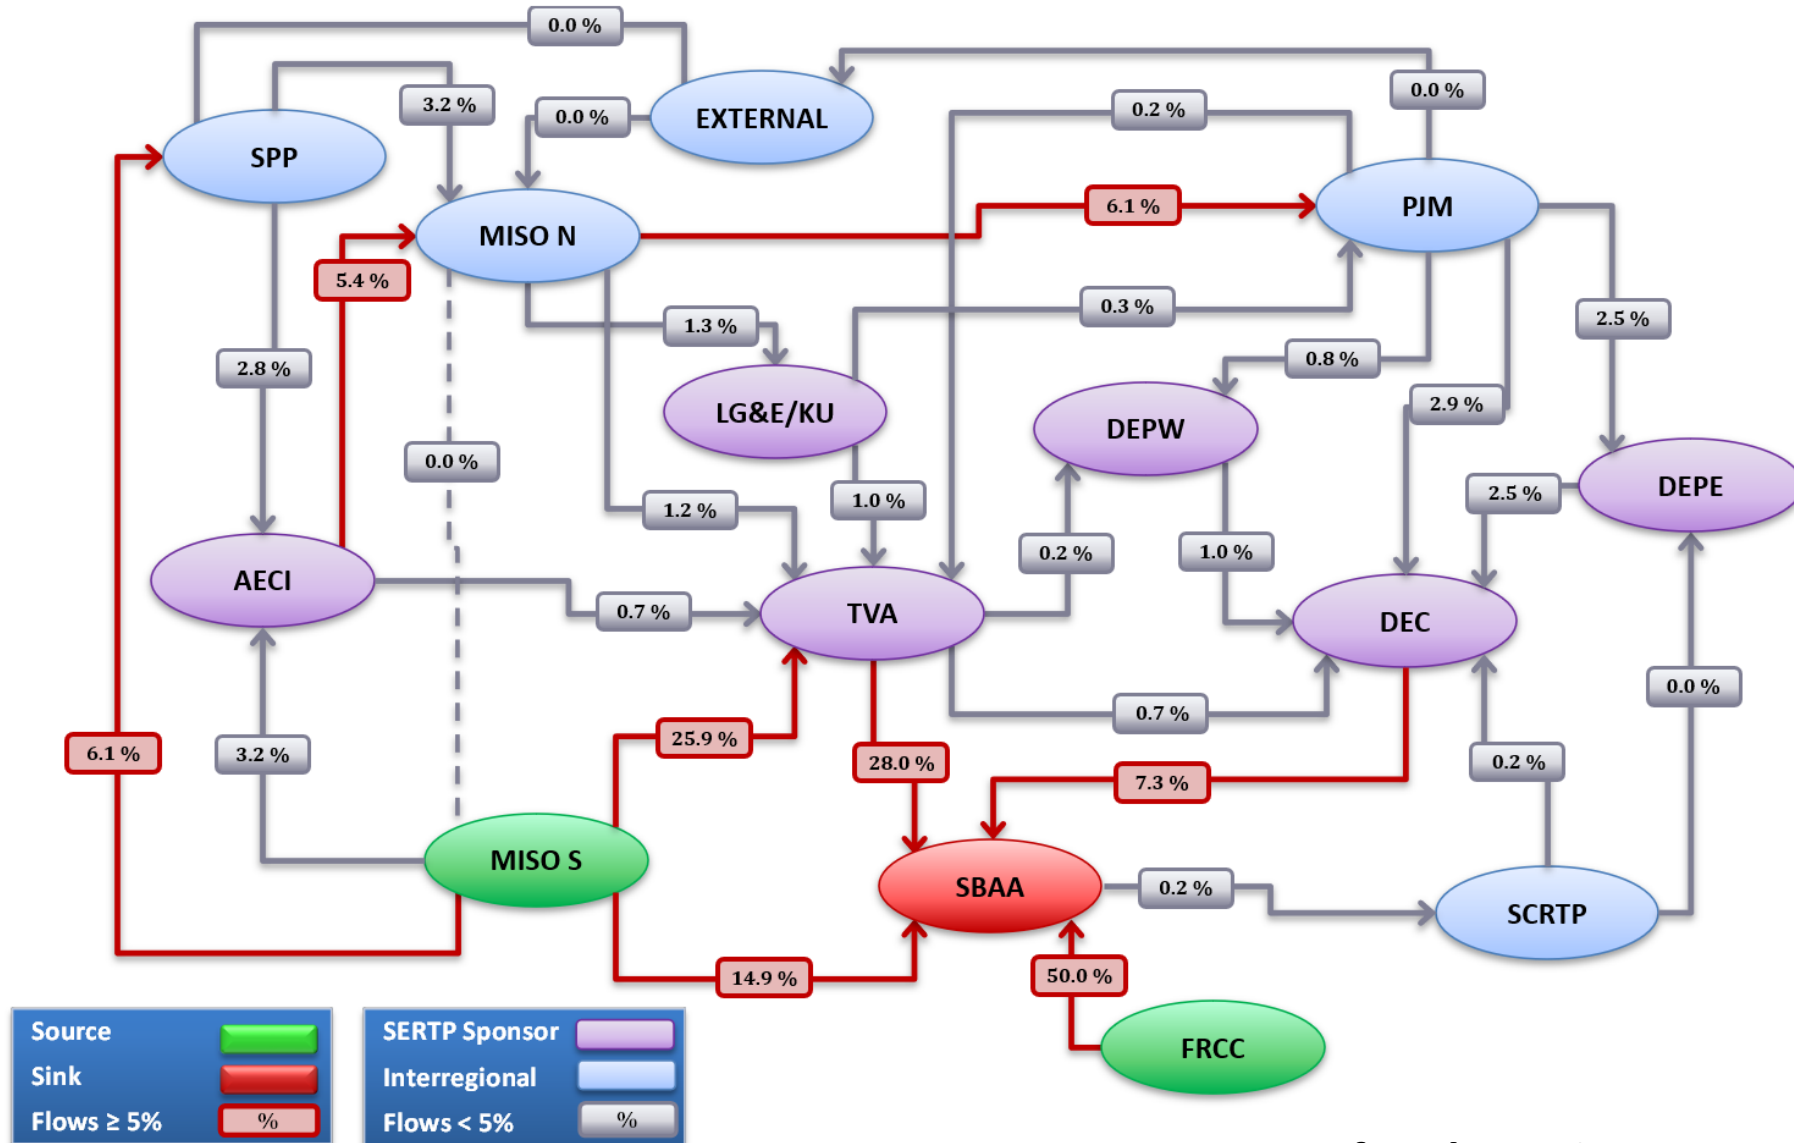 0.0 %
3.2 %
0.0 %
EXTERNAL
0.2 %
0.0 %
SPP
MISO N
6.1 %
PJM
5.4 %
1.3 %
0.3 %
2.5 %
2.8 %
0.8 %
LG&E/KU
DEPW
2.9 %
0.0 %
1.2 %
1.0 %
0.2 %
1.0 %
2.5 %
DEPE
AECI
0.7 %
TVA
DEC
0.7 %
0.0 %
6.1 %
3.2 %
25.9 %
28.0 %
7.3 %
0.2 %
MISO S
SBAA
0.2 %
SCRTP
14.9 %
50.0 %
FRCC
Source
Sink
Flows ≥ 5% %
SERTP Sponsor
Interregional
Flows < 5% %